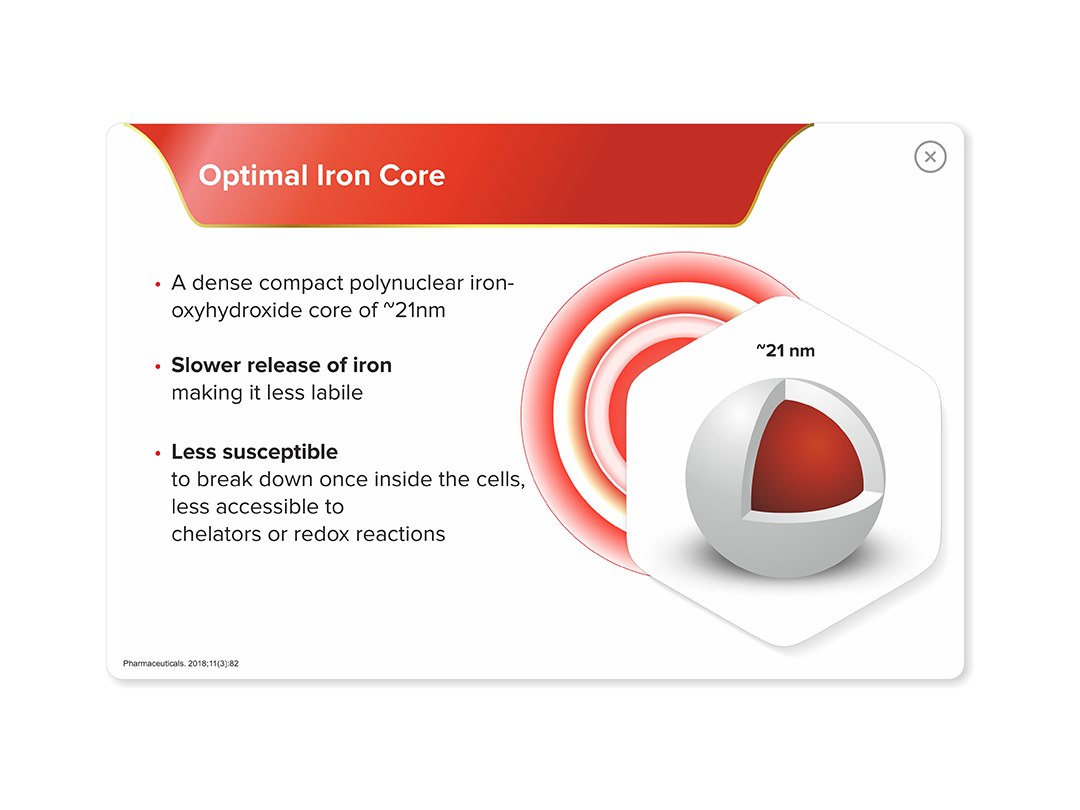 Optimal Iron Core
• A dense compact polynuclear iron-
oxyhydroxide core of ~21nm
• Slower release of iron
making it less labile
• Less susceptible
to break down once inside the cells,
less accessible to
chelators or redox reactions
~21 nm
Pharmaceuticals. 2018;11(3):82